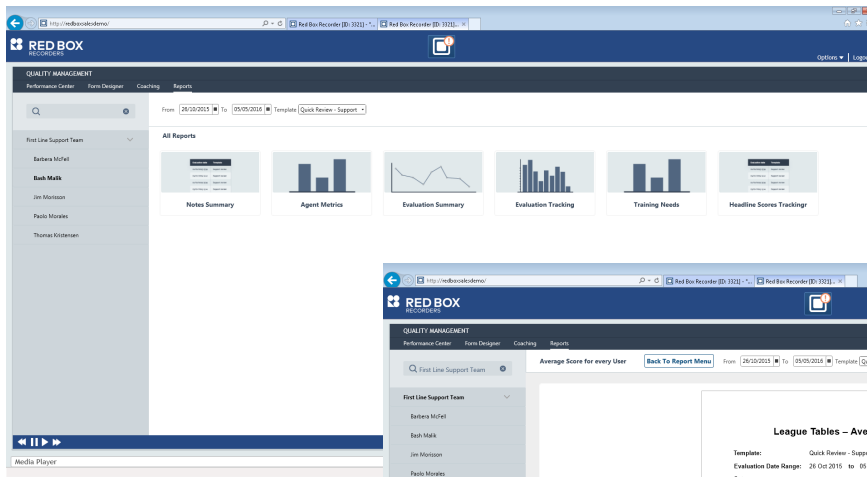 http://redboxsalesdemo/
Red Box Recorder [ID: 3321] - "...
Red Box Recorder [ID: 3321]...
RED BOX
RECORDERS
Options
Logou
QUALITY MANAGEMENT
Performance Center Form Designer Coaching Reports
From 26/10/2015 To 05/05/2016 Template Quick Review - Support
All Reports
First Line Support Team
Barbera McFell
Bash Malik
Jim Morisson
Paolo Morales
Thomas Kristensen
Notes Summary
Agent Metrics
Evaluation Summary
Evaluation Tracking
Training Needs
Headline Scores Trackingr
Media Player
http://redboxsalesdemo/
Red Box Recorder [ID: 3321] - "...
Red Box Recorder [ID: 3321]...
RED BOX
RECORDERS
QUALITY MANAGEMENT
Performance Center Form Designer Coaching Reports
First Line Support Team
Average Score for every User
Back To Report Menu
From 26/10/2015 To 05/05/2016 Template Qu
First Line Support Team
Barbera McFell
Bash Malik
Jim Morisson
Paolo Morales
League Tables – Ave
Template: Quick Review - Suppo
Evaluation Date Range: 26 Oct 2015 to 05